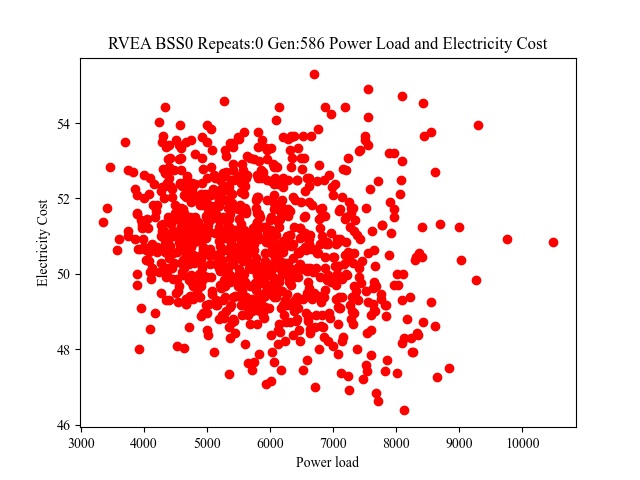 RVEA BSS0 Repeats:0 Gen:586 Power Load and Electricity Cost
Electricity Cost
54
52
50
48
46
3000 4000 5000 6000 7000 8000 9000 10000
Power load